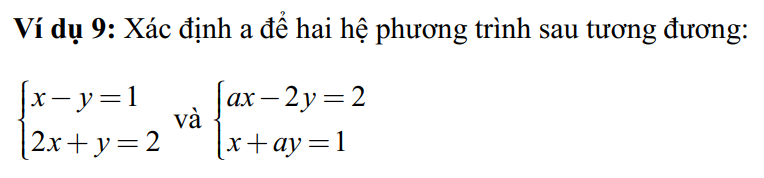 Ví dụ 9: Xác định a để hai hệ phương trình sau tương đương:
{x − y = 1
{2x + y = 2
và
{ax − 2y = 2
{x + ay = 1